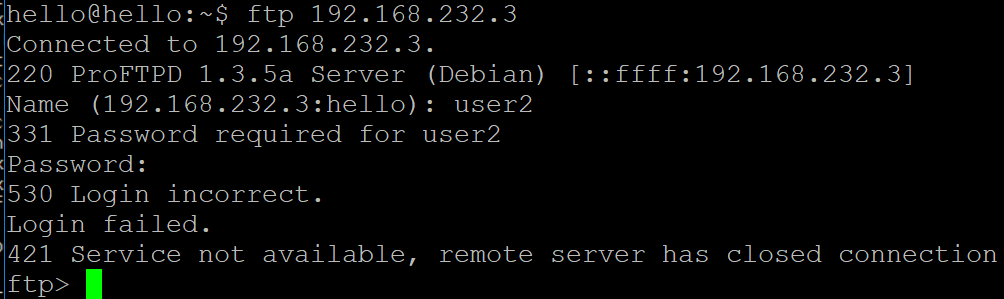 hello@hello:~$ ftp 192.168.232.3
Connected to 192.168.232.3.
220 ProFTPD 1.3.5a Server (Debian) [::ffff:192.168.232.3]
Name (192.168.232.3:hello): user2
331 Password required for user2
Password:
530 Login incorrect.
Login failed.
421 Service not available, remote server has closed connection
ftp>